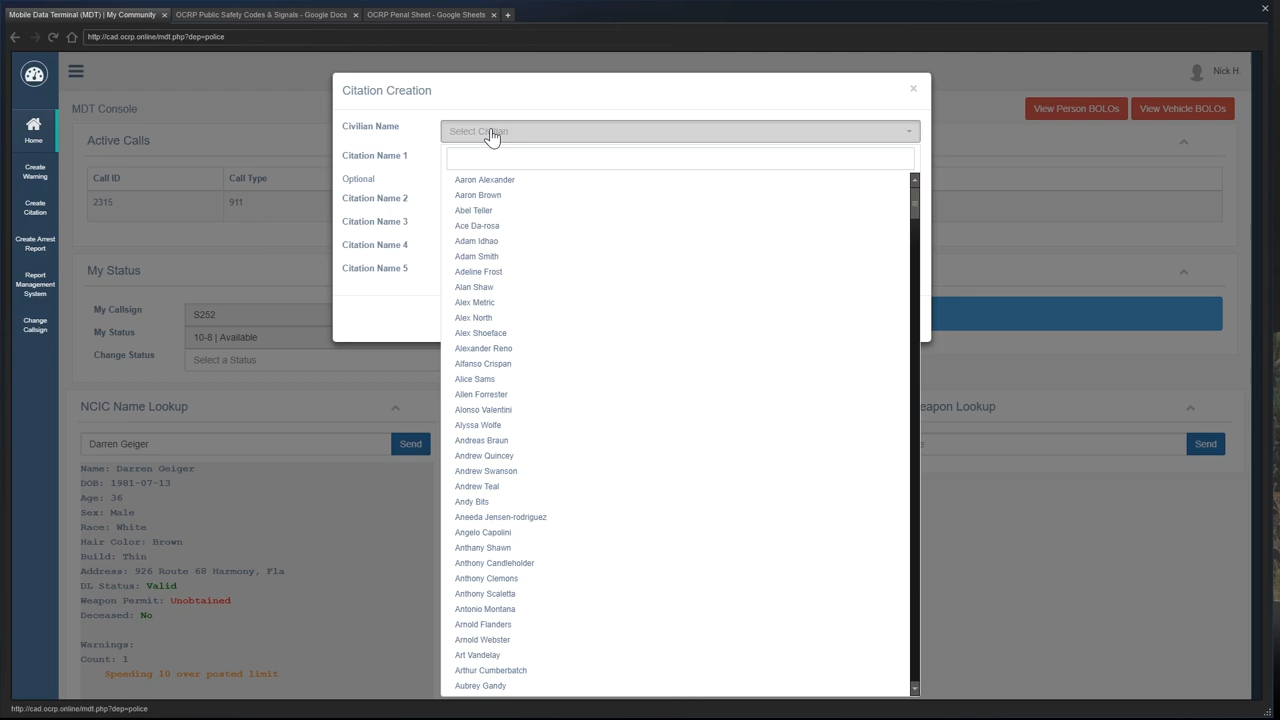 Mobile Data Terminal (MDT) | My Community
OCRP Public Safety Codes & Signals - Google Docs
OCRP Penal Sheet - Google Sheets
http://cad.ocrp.online/mdt.php?dep=police
Nick H.
MDT Console
View Person BOLOs
View Vehicle BOLOs
Home
Create
Warning
Create
Citation
Create Arrest
Report
Report
Management
System
Change
Callsign
Active Calls
Call ID
Call Type
2315
911
My Status
My Callsign
S252
My Status
10-8 | Available
Change Status
Select a Status
NCIC Name Lookup
Darren Geiger
Send
Name: Darren Geiger
DOB: 1981-07-13
Age: 36
Sex: Male
Race: White
Hair Color: Brown
Build: Thin
Address: 926 Route 68 Harmony, Fla
DL Status: Valid
Weapon Permit: Unobtained
Deceased: No
Warnings:
Count: 1
Speeding 10 over posted limit
Citation Creation
×
Civilian Name
Select Civilian
Citation Name 1
Optional
Citation Name 2
Citation Name 3
Citation Name 4
Citation Name 5
Aaron Alexander
Aaron Brown
Abel Teller
Ace Da-rosa
Adam Idhao
Adam Smith
Adeline Frost
Alan Shaw
Alex Metric
Alex North
Alex Shoeface
Alexander Reno
Alfanso Crispan
Alice Sams
Allen Forrester
Alonso Valentini
Alyssa Wolfe
Andreas Braun
Andrew Quincey
Andrew Swanson
Andrew Teal
Andy Bits
Aneeda Jensen-rodriguez
Angelo Capolini
Anthany Shawn
Anthony Candleholder
Anthony Clemons
Anthony Scaletta
Antonio Montana
Arnold Flanders
Arnold Webster
Art Vandelay
Arthur Cumberbatch
Aubrey Gandy
eapon Lookup
Send
http://cad.ocrp.online/mdt.php?dep=police